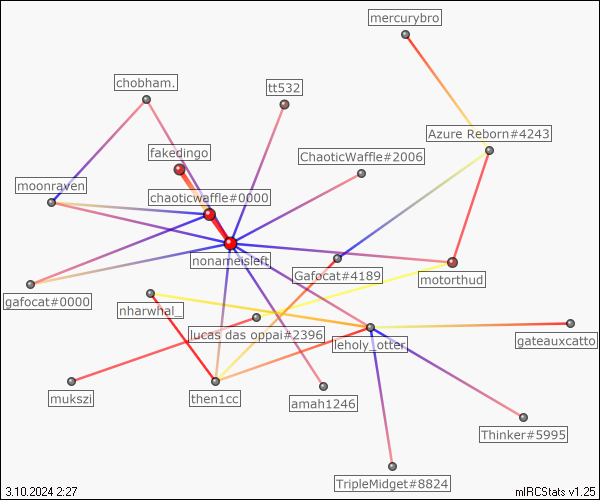 mercurybro
chobham.
tt532
Azure Reborn#4243
fakedingo
ChaoticWaffle#2006
moonraven
chaoticwaffle#0000
nonameisleft
Gafocat#4189
motorthud
gafocat#0000
nharwhal_
lucas das oppai#2396
leholy_otter
gateauxcatto
mukszi
then1cc
amah1246
Thinker#5995
TripleMidget#8824
3.10.2024 2:27
mIRCStats v1.25